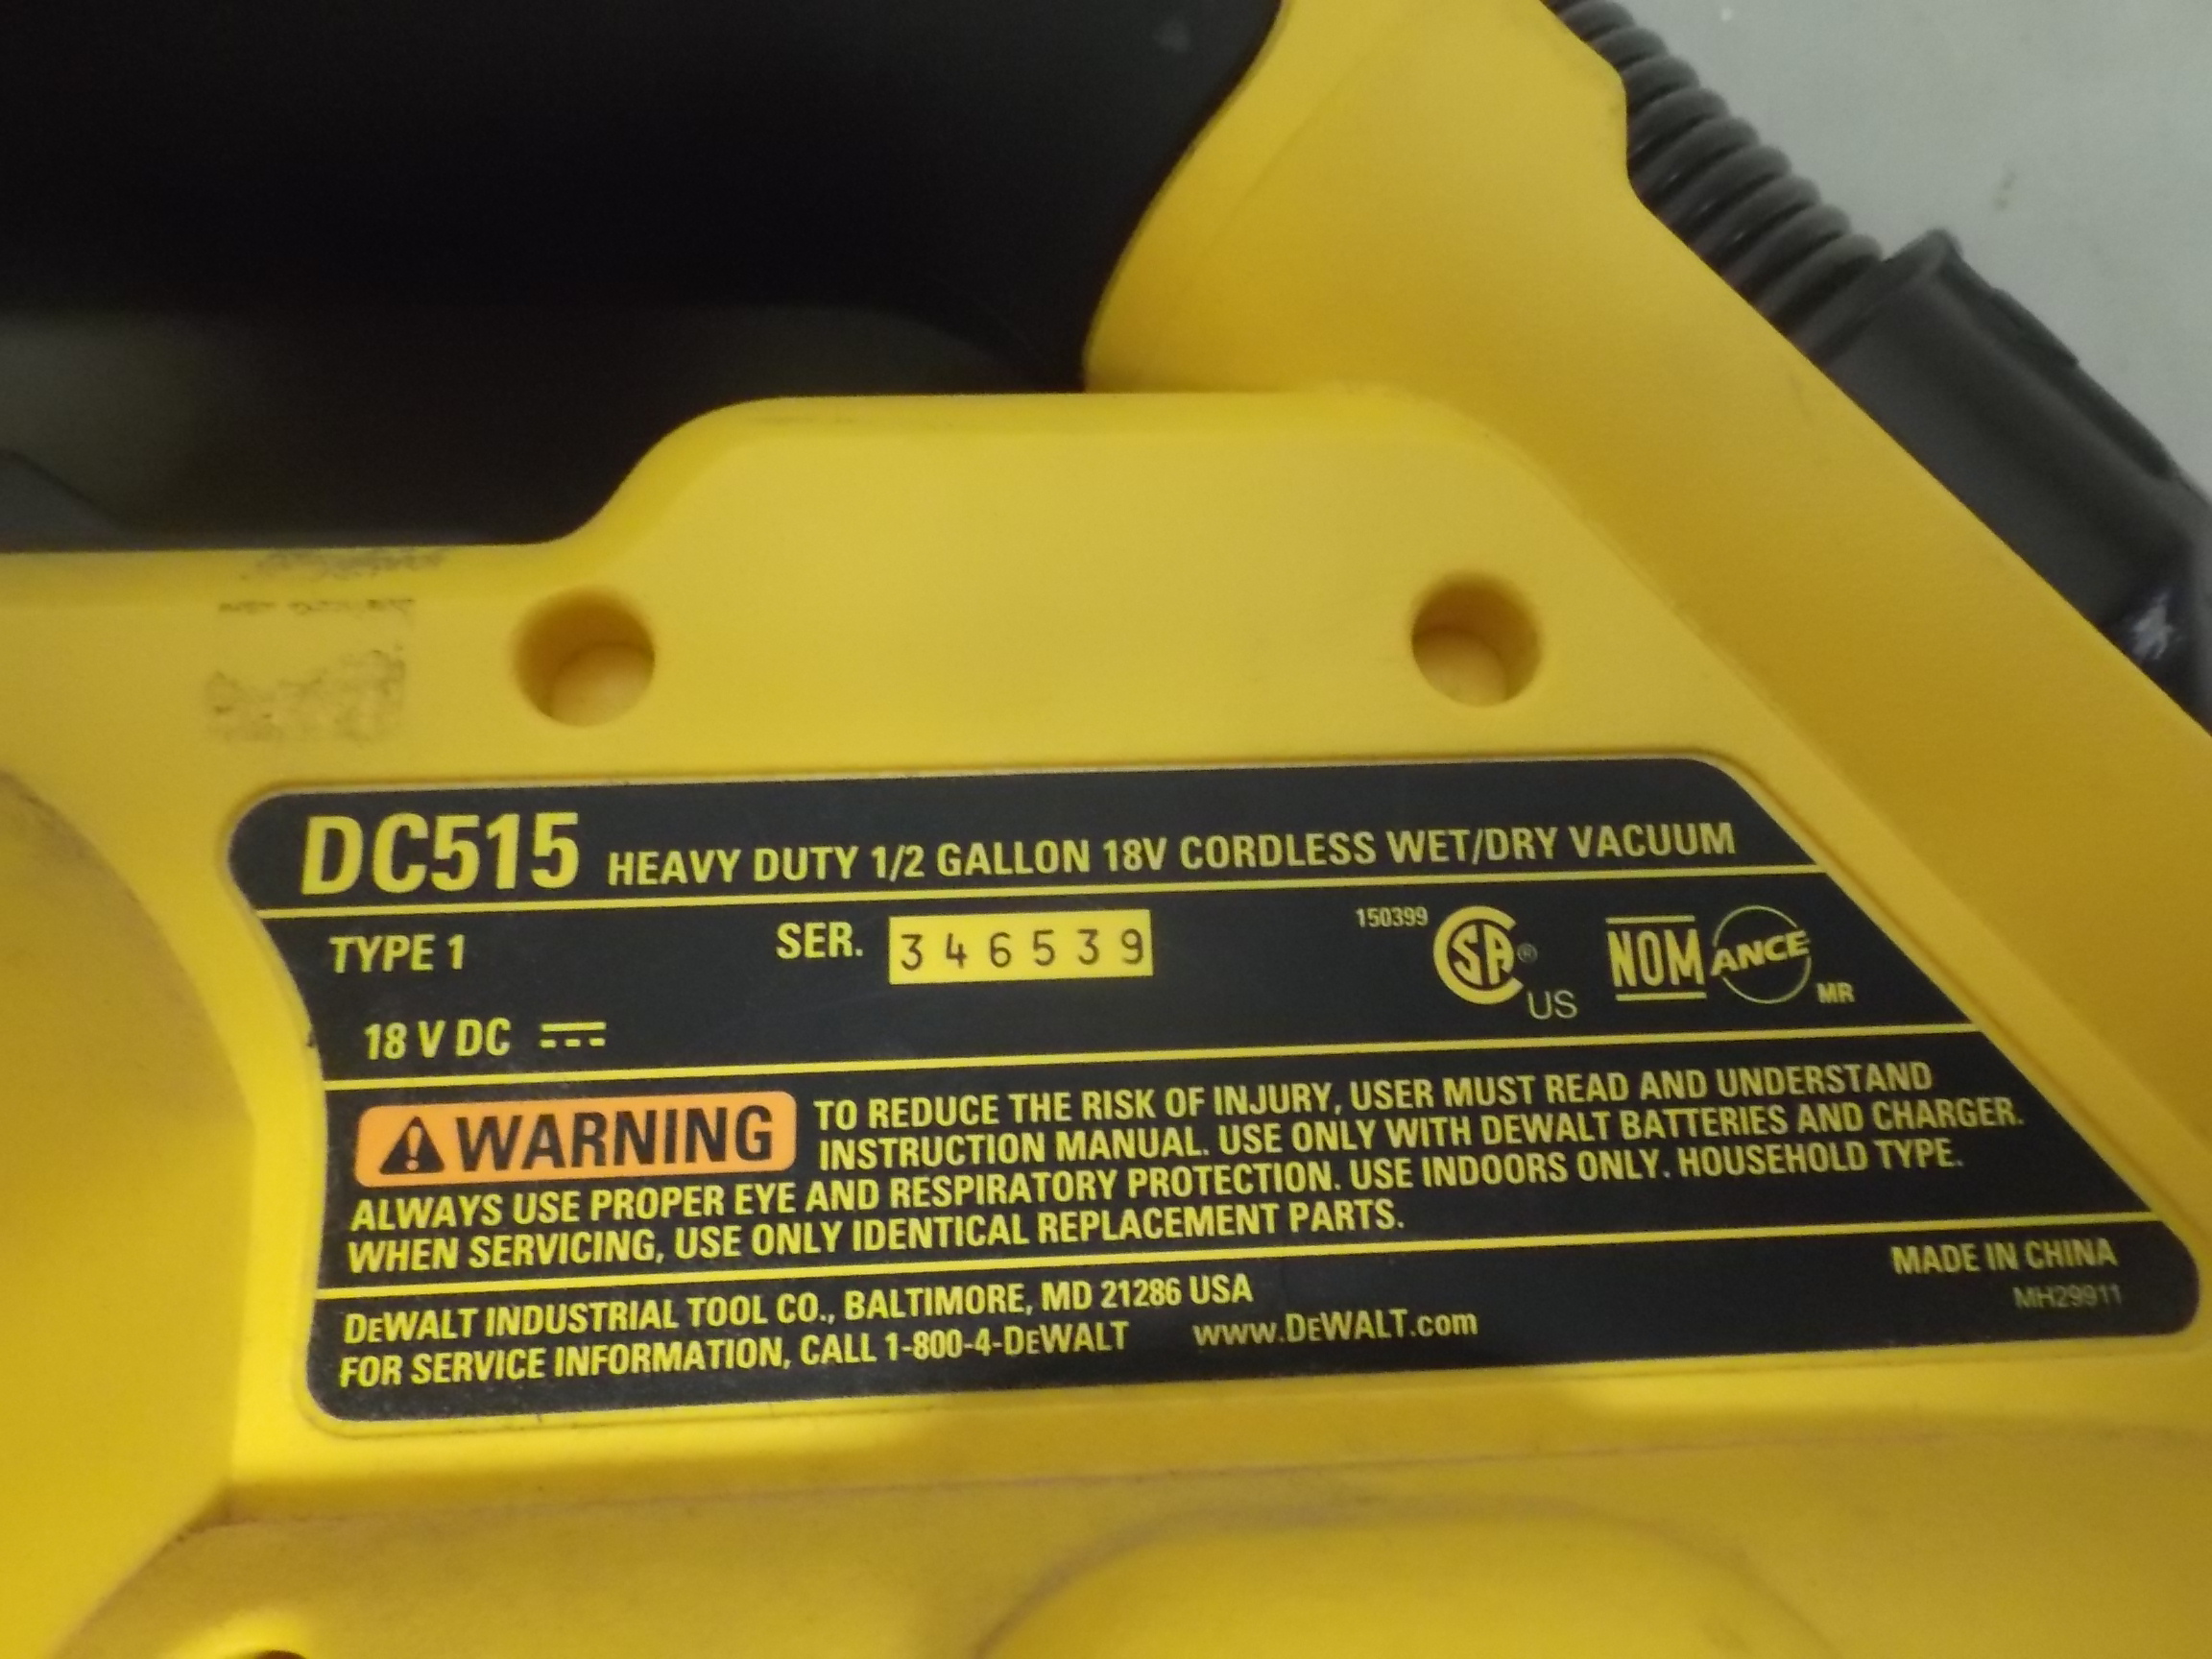 DC515 HEAVY DUTY 1/2 GALLON 18V CORDLESS WET/DRY VACUUM
TYPE 1 SER. 346539 150399 SA® US NOM ANCE MR
18 V DC
WARNING TO REDUCE THE RISK OF INJURY, USER MUST READ AND UNDERSTAND
INSTRUCTION MANUAL. USE ONLY WITH DEWALT BATTERIES AND CHARGER.
ALWAYS USE PROPER EYE AND RESPIRATORY PROTECTION. USE INDOORS ONLY. HOUSEHOLD TYPE.
WHEN SERVICING, USE ONLY IDENTICAL REPLACEMENT PARTS.
DEWALT INDUSTRIAL TOOL CO., BALTIMORE, MD 21286 USA MADE IN CHINA
FOR SERVICE INFORMATION, CALL 1-800-4-DEWALT www.DEWALT.com MH29911